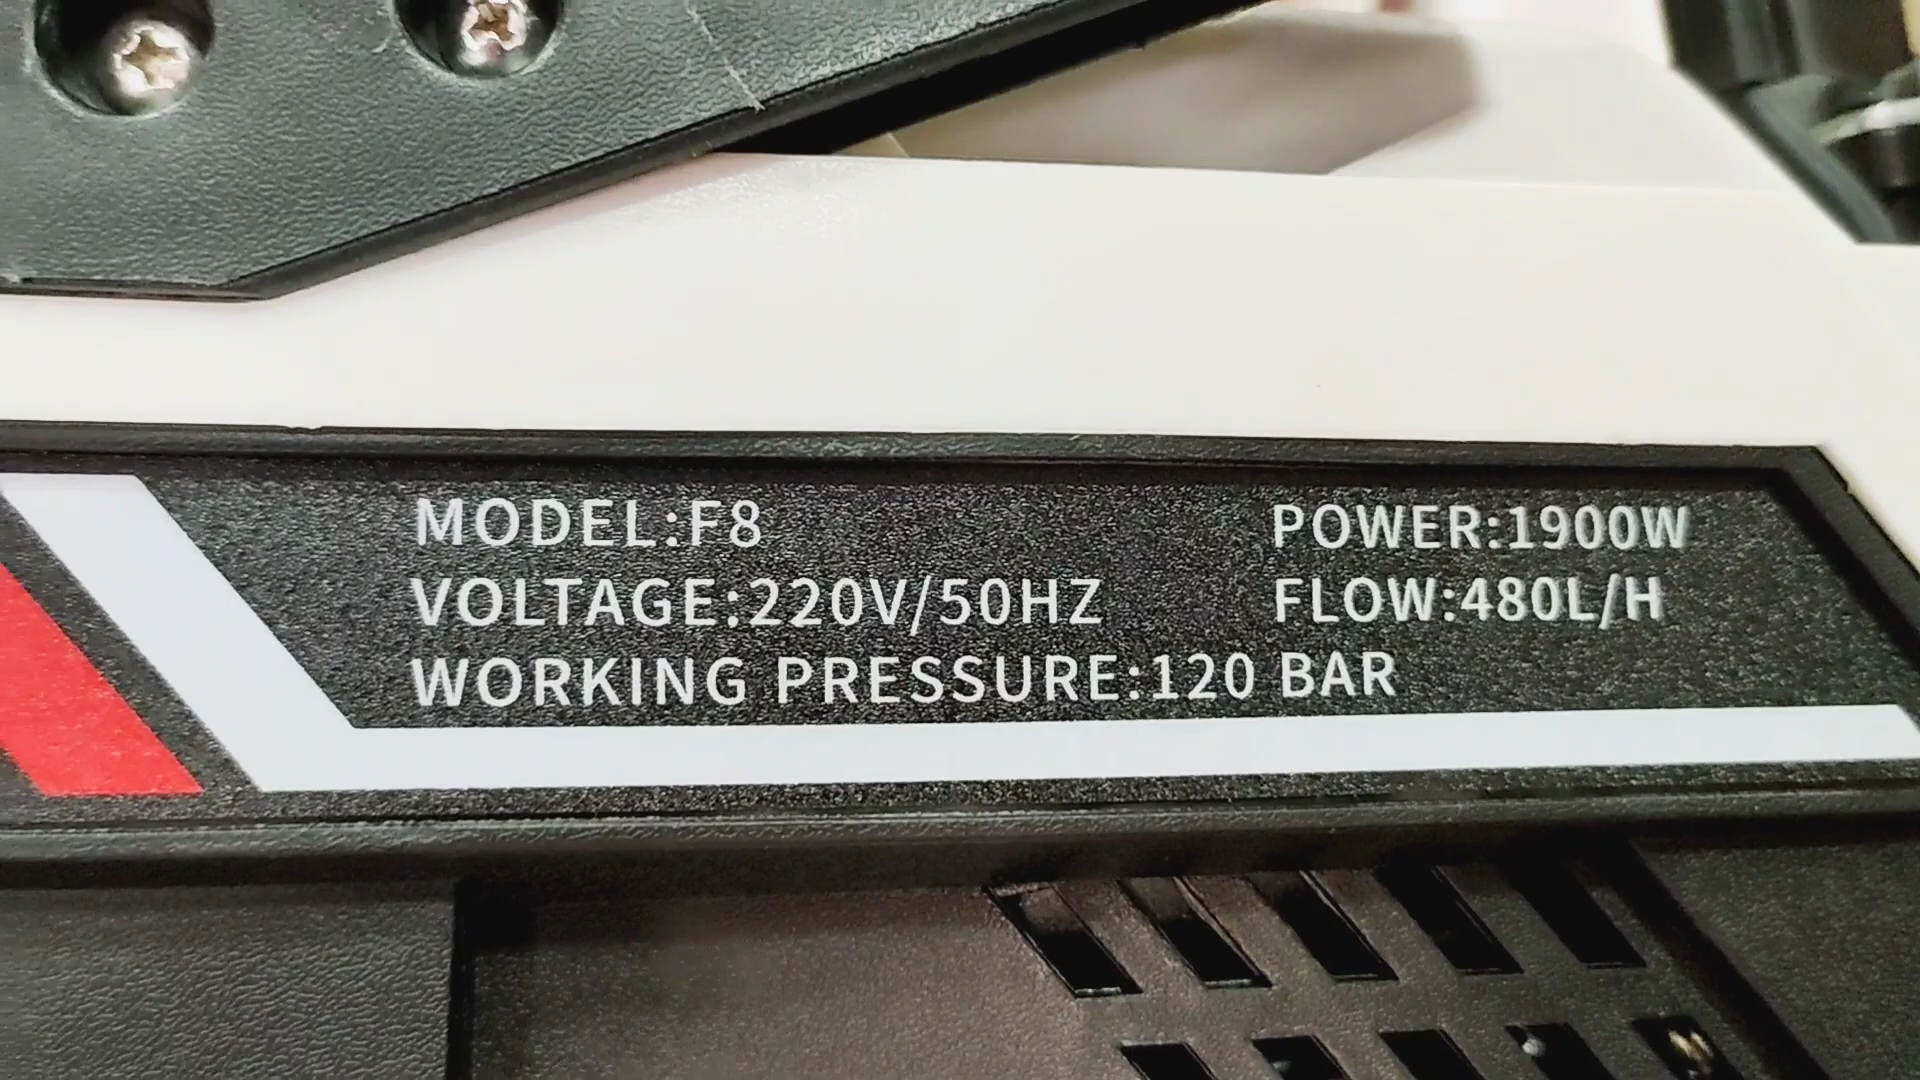 MODEL:F8
POWER:1900W
VOLTAGE:220V/50HZ
FLOW:480L/H
WORKING PRESSURE:120 BAR